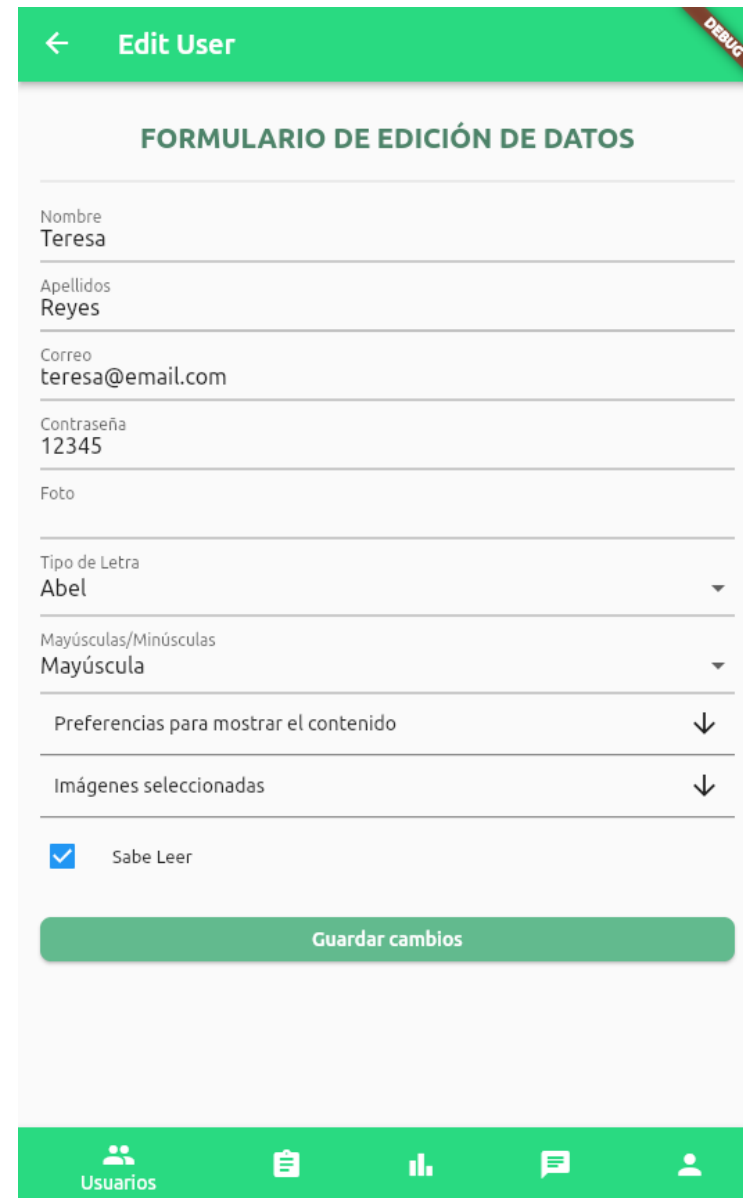 Edit User
DEBUG
FORMULARIO DE EDICIÓN DE DATOS
Nombre
Teresa
Apellidos
Reyes
Correo
teresa@email.com
Contraseña
12345
Foto
Tipo de Letra
Abel
Mayúsculas/Minúsculas
Mayúscula
Preferencias para mostrar el contenido
Imágenes seleccionadas
Sabe Leer
Guardar cambios
Usuarios